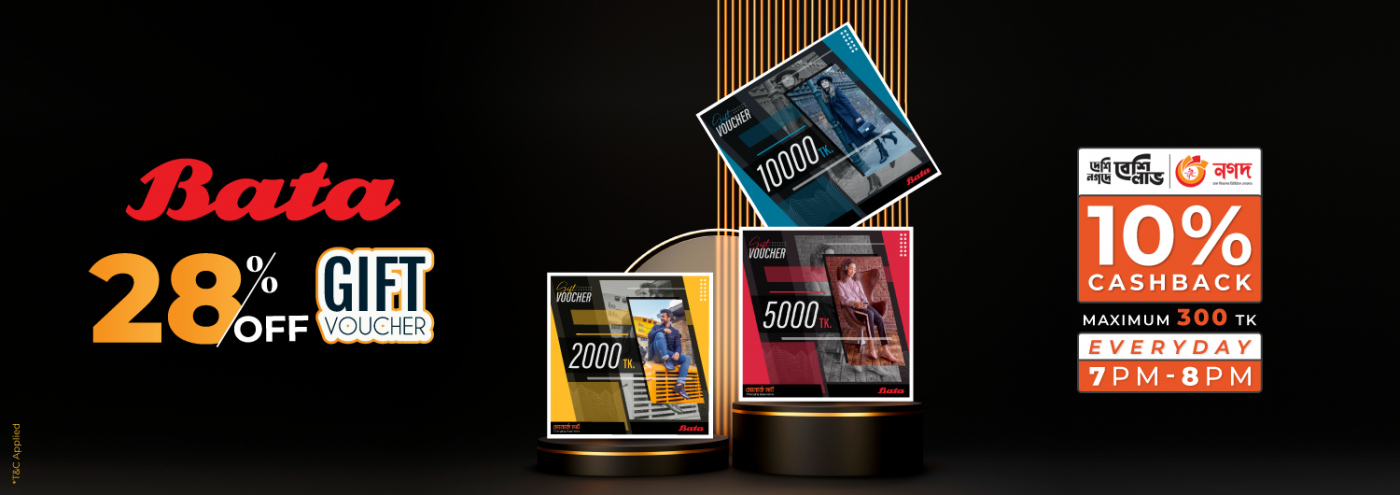 Bata
28%
OFF
GIFT
VOUCHER
*T&C Applied
Gift
VOUCHER
10000 TK.
Bata
Gift
VOUCHER
5000 TK.
Bata
Gift
VOUCHER
2000 TK.
Bata
দেশি
নগদে
বেশি
লাভ
নগদ
10%
CASHBACK
MAXIMUM 300 TK
EVERYDAY
7PM-8PM